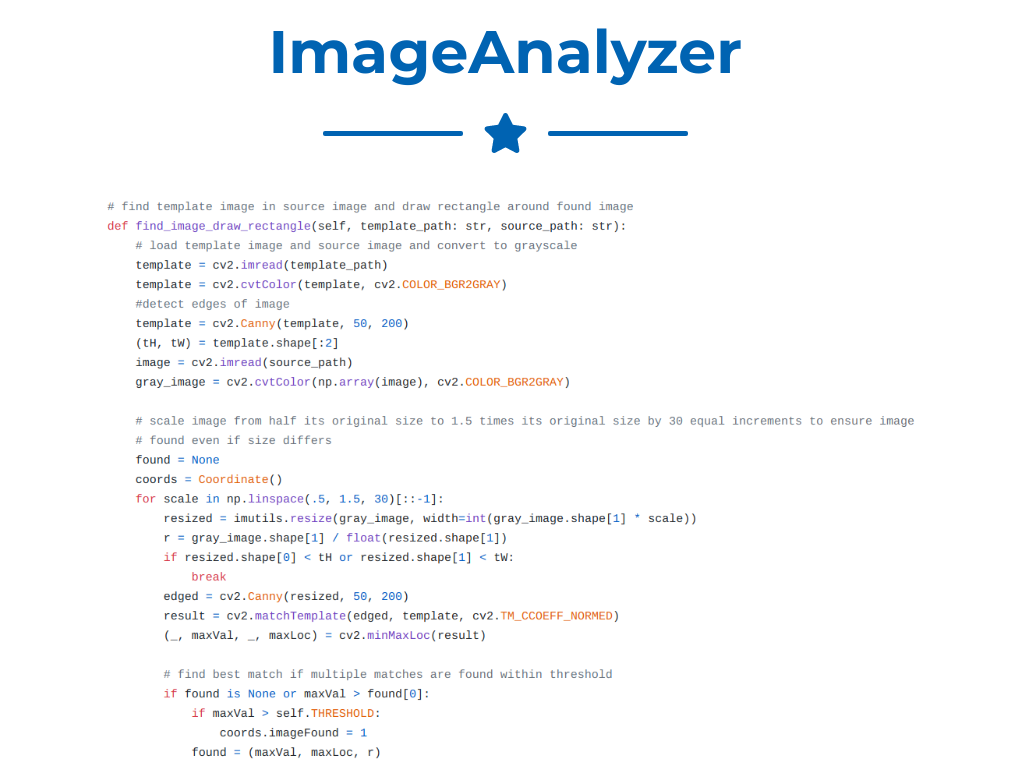 ImageAnalyzer
# find template image in source image and draw rectangle around found image
def find_image_draw_rectangle(self, template_path: str, source_path: str):
    # load template image and source image and convert to grayscale
    template = cv2.imread(template_path)
    template = cv2.cvtColor(template, cv2.COLOR_BGR2GRAY)
    #detect edges of image
    template = cv2.Canny(template, 50, 200)
    (tH, tW) = template.shape[:2]
    image = cv2.imread(source_path)
    gray_image = cv2.cvtColor(np.array(image), cv2.COLOR_BGR2GRAY)
    # scale image from half its original size to 1.5 times its original size by 30 equal increments to ensure image
    # found even if size differs
    found = None
    coords = Coordinate()
    for scale in np.linspace(.5, 1.5, 30)[::-1]:
        resized = imutils.resize(gray_image, width=int(gray_image.shape[1] * scale))
        r = gray_image.shape[1] / float(resized.shape[1])
        if resized.shape[0] < tH or resized.shape[1] < tW:
            break
        edged = cv2.Canny(resized, 50, 200)
        result = cv2.matchTemplate(edged, template, cv2.TM_CCOEFF_NORMED)
        (_, maxVal, _, maxLoc) = cv2.minMaxLoc(result)
        # find best match if multiple matches are found within threshold
        if found is None or maxVal > found[0]:
            if maxVal > self.THRESHOLD:
                coords.imageFound = 1
            found = (maxVal, maxLoc, r)